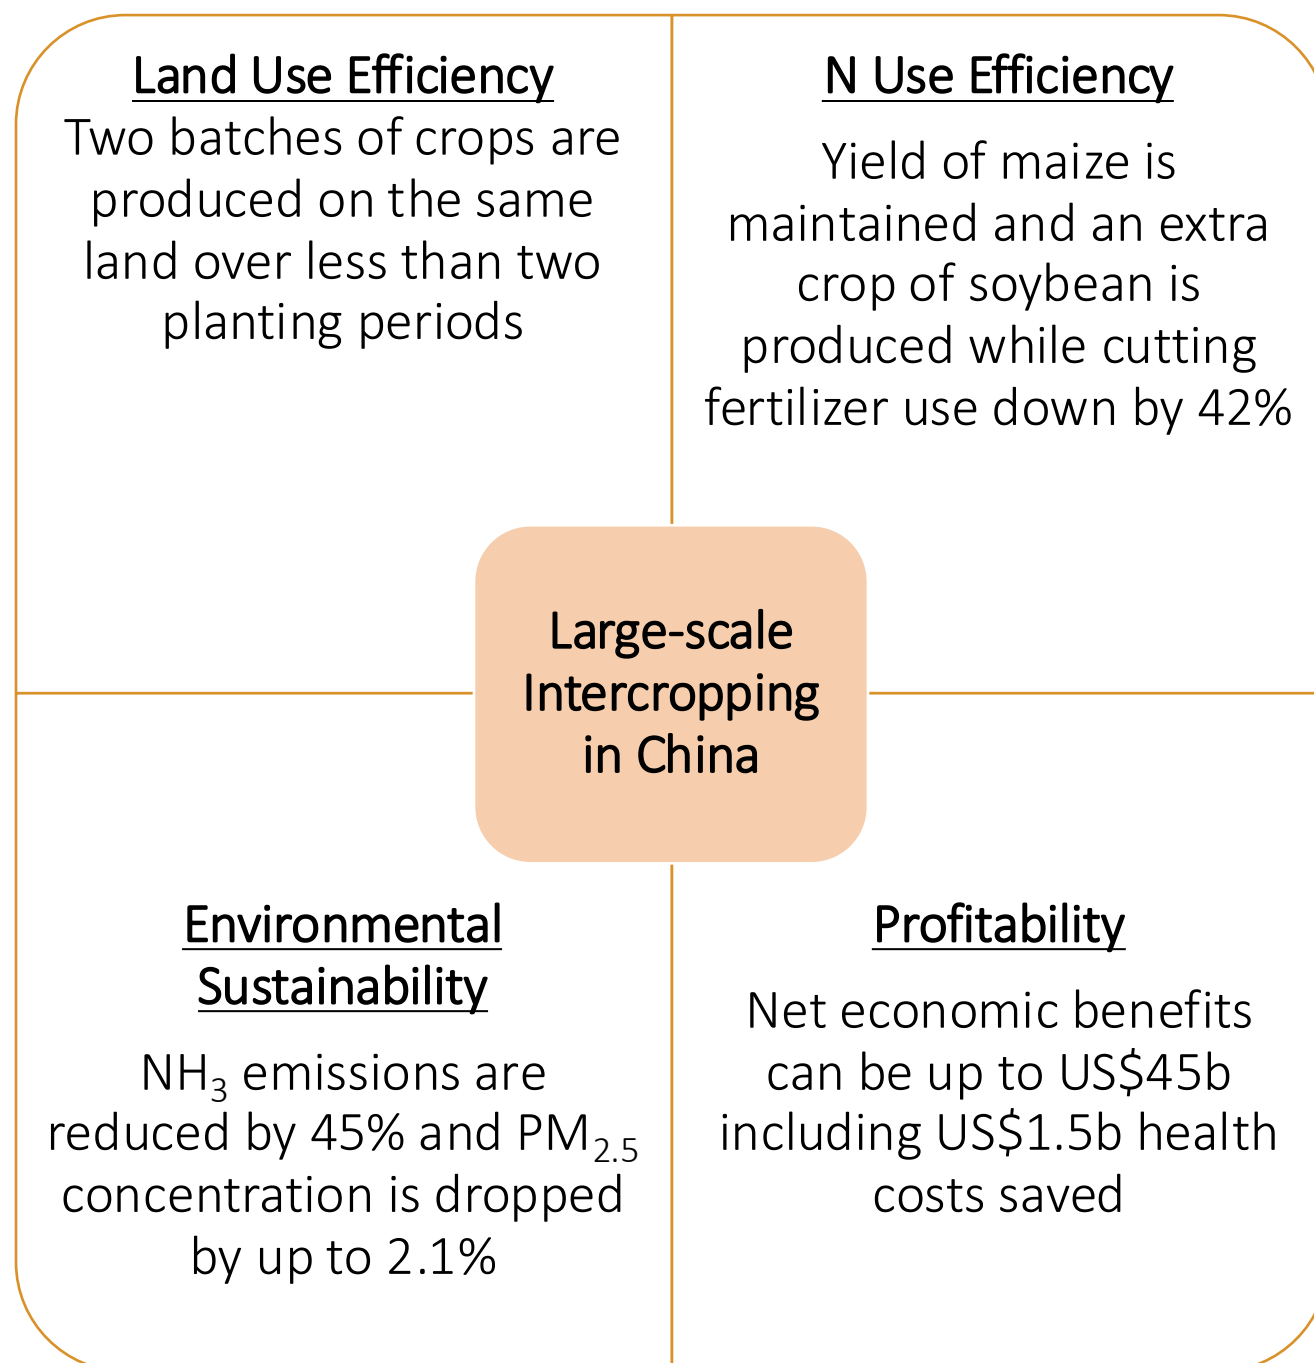 Land Use Efficiency
Two batches of crops are
produced on the same
land over less than two
planting periods
N Use Efficiency
Yield of maize is
maintained and an extra
crop of soybean is
produced while cutting
fertilizer use down by 42%
Large-scale
Intercropping
in China
Environmental
Sustainability
NH₃ emissions are
reduced by 45% and PM₂.₅
concentration is dropped
by up to 2.1%
Profitability
Net economic benefits
can be up to US$45b
including US$1.5b health
costs saved